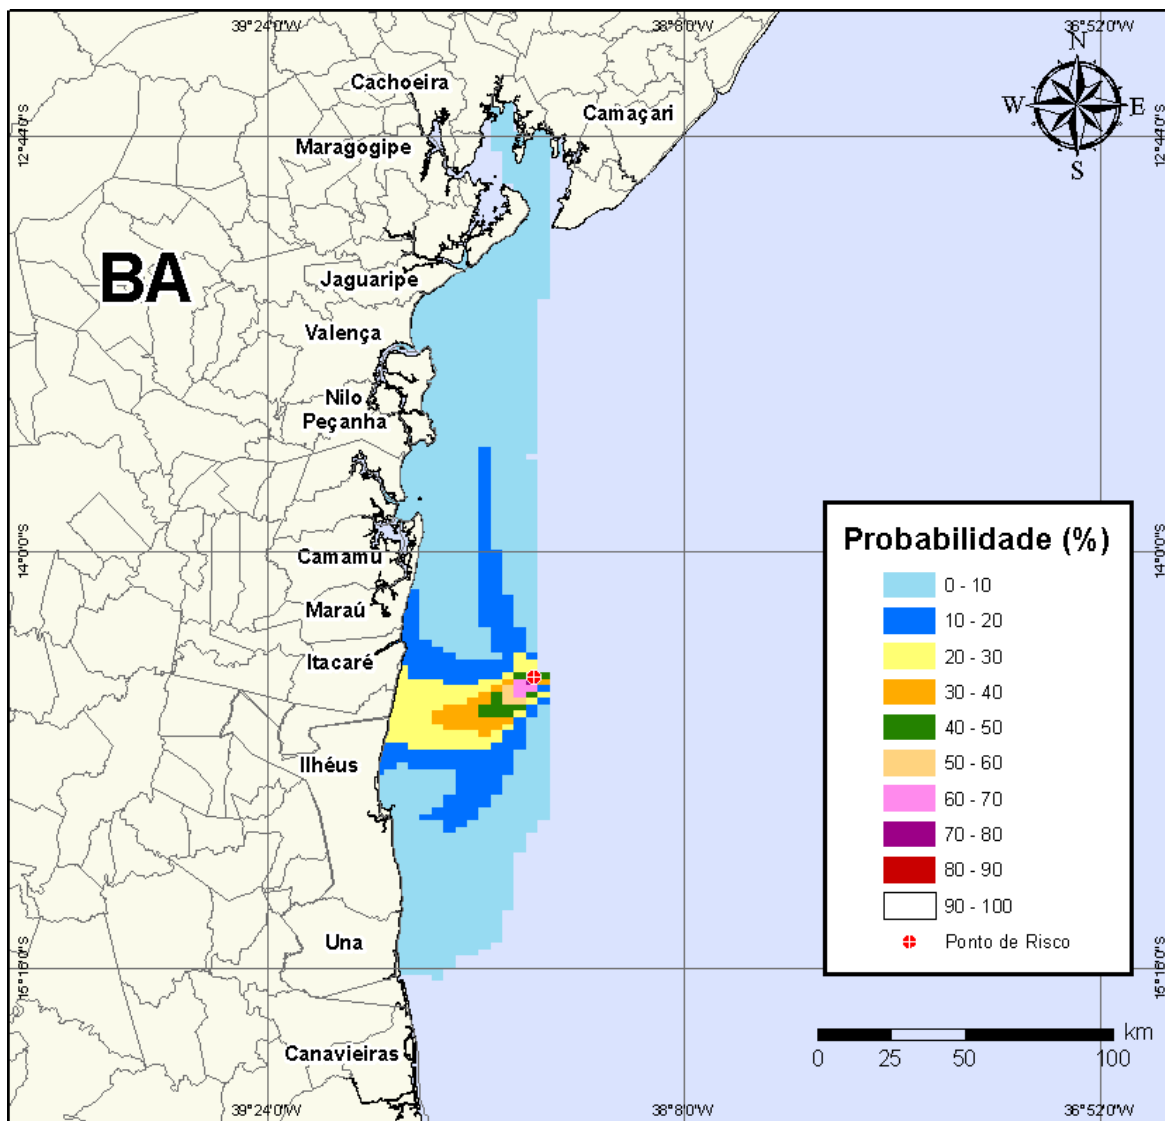 39°24'0"W
38°8'0"W
36°52'0"W
N
W
E
S
Cachoeira
Camaçari
12°44'0"S
12°44'0"S
Maragogipe
BA
Jaguaripe
Valença
Nilo
Peçanha
14°0'0"S
14°0'0"S
Camamú
Maraú
Itacaré
Ilhéus
Una
Canavieiras
Probabilidade (%)
0 - 10
10 - 20
20 - 30
30 - 40
40 - 50
50 - 60
60 - 70
70 - 80
80 - 90
90 - 100
Ponto de Risco
15°16'0"S
15°16'0"S
km
0
25
50
100
39°24'0"W
38°8'0"W
36°52'0"W